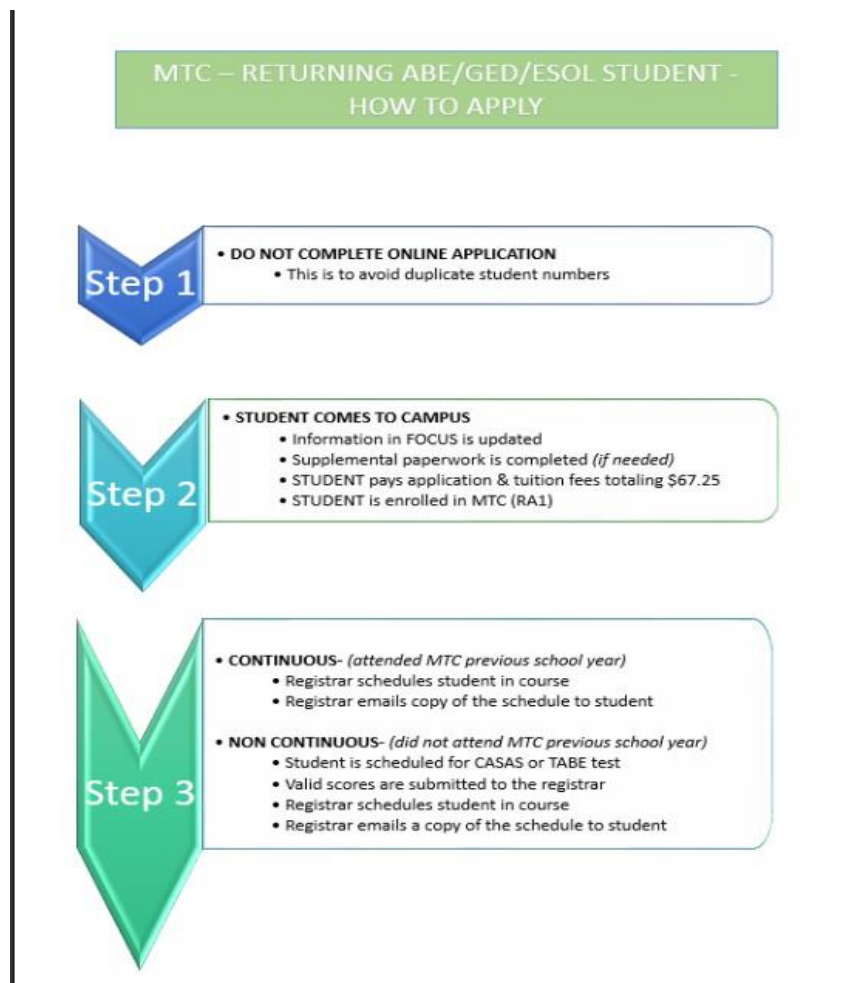 MTC – RETURNING ABE/GED/ESOL STUDENT -
HOW TO APPLY
Step 1
• DO NOT COMPLETE ONLINE APPLICATION
• This is to avoid duplicate student numbers
Step 2
• STUDENT COMES TO CAMPUS
• Information in FOCUS is updated
• Supplemental paperwork is completed (if needed)
• STUDENT pays application & tuition fees totaling $67.25
• STUDENT is enrolled in MTC (RA1)
Step 3
• CONTINUOUS- (attended MTC previous school year)
• Registrar schedules student in course
• Registrar emails copy of the schedule to student
• NON CONTINUOUS- (did not attend MTC previous school year)
• Student is scheduled for CASAS or TABE test
• Valid scores are submitted to the registrar
• Registrar schedules student in course
• Registrar emails a copy of the schedule to student